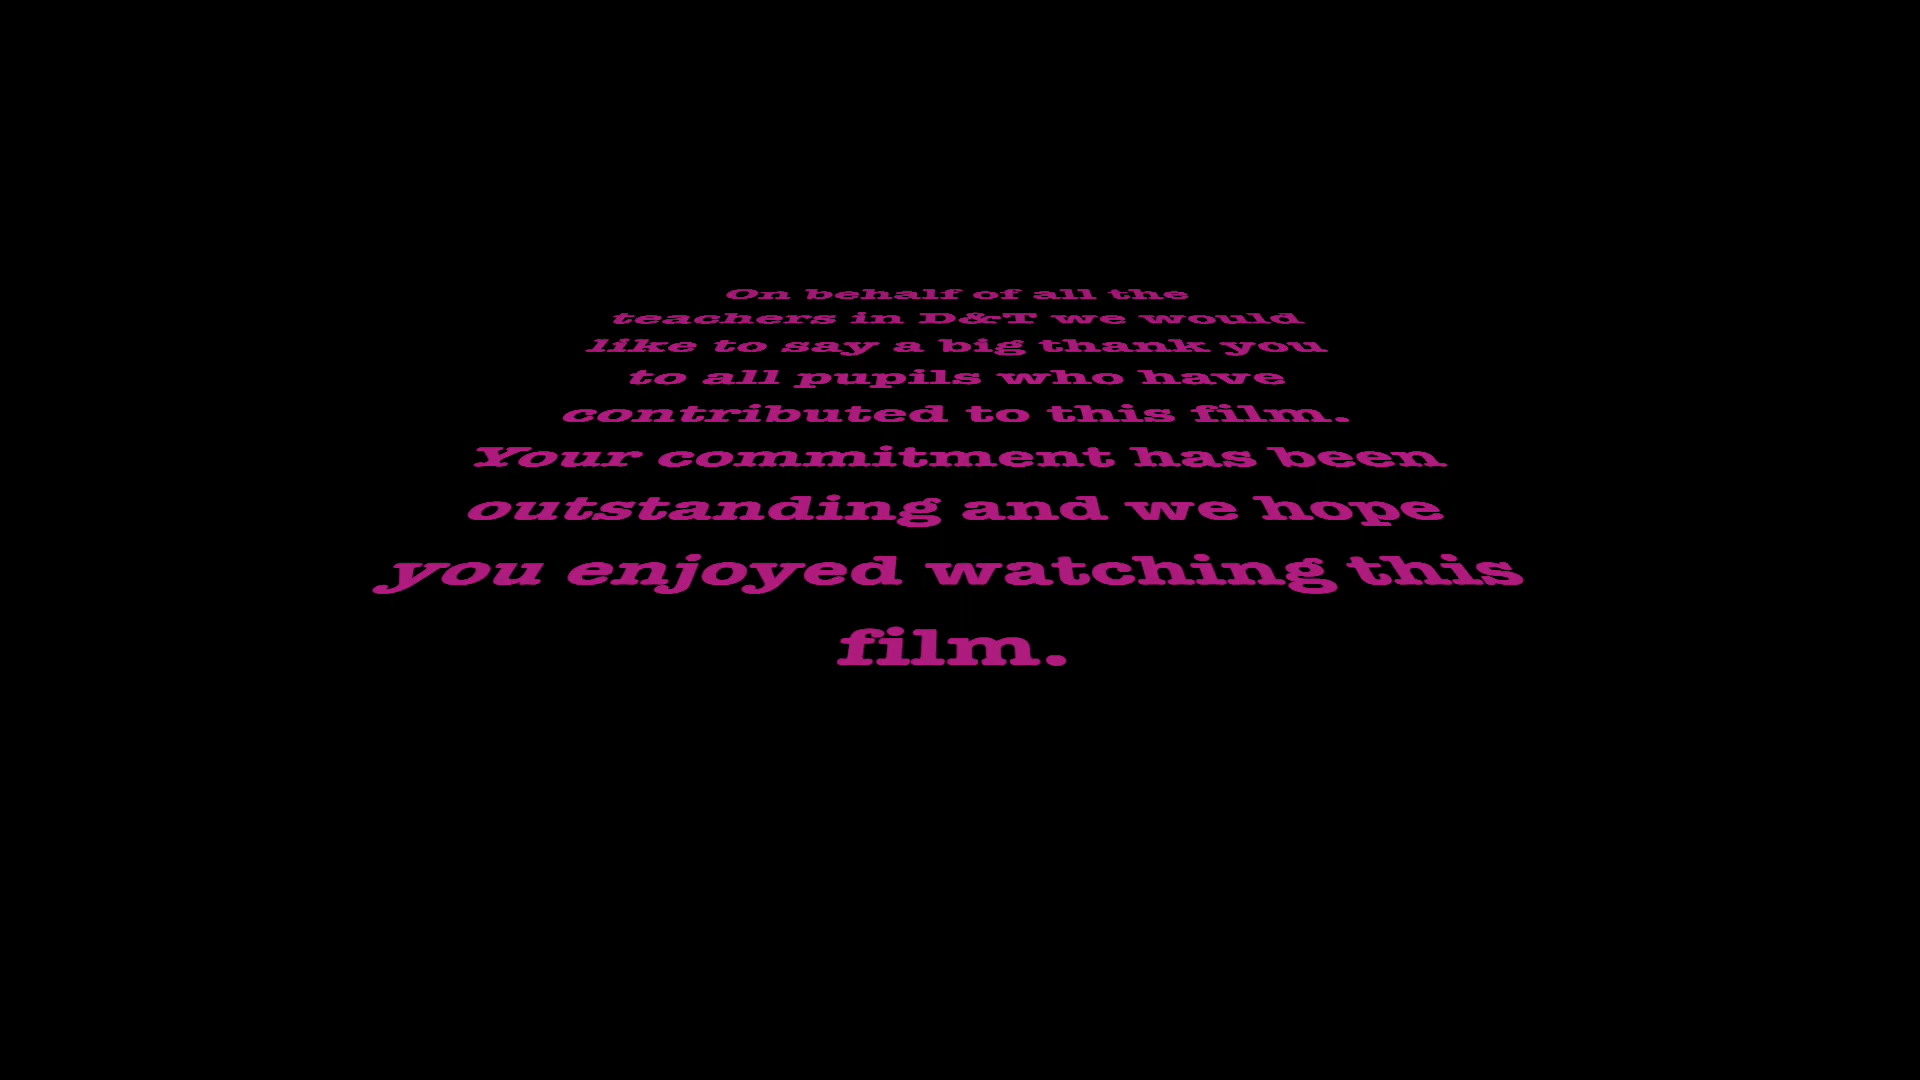 On behalf of all the
teachers in D&T we would
like to say a big thank you
to all pupils who have
contributed to this film.
Your commitment has been
outstanding and we hope
you enjoyed watching this
film.